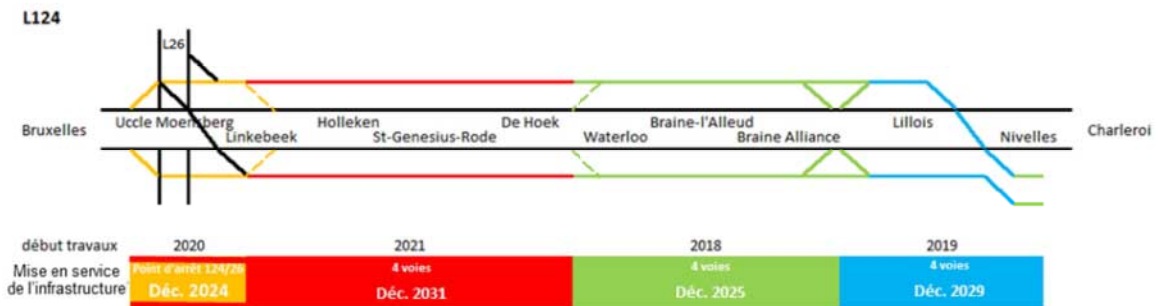 L124
L26
Bruxelles
Uccle Moensberg
Linkebeek
Holleken
St-Genesius-Rode
De Hoek
Waterloo
Braine-l'Alleud
Braine Alliance
Lillois
Nivelles
Charleroi
début travaux 2020 2021 2018 2019
Mise en service
de l'infrastructure
Point d'arrêt 124/26 4 voies 4 voies 4 voies
Déc. 2024 Déc. 2031 Déc. 2025 Déc. 2029